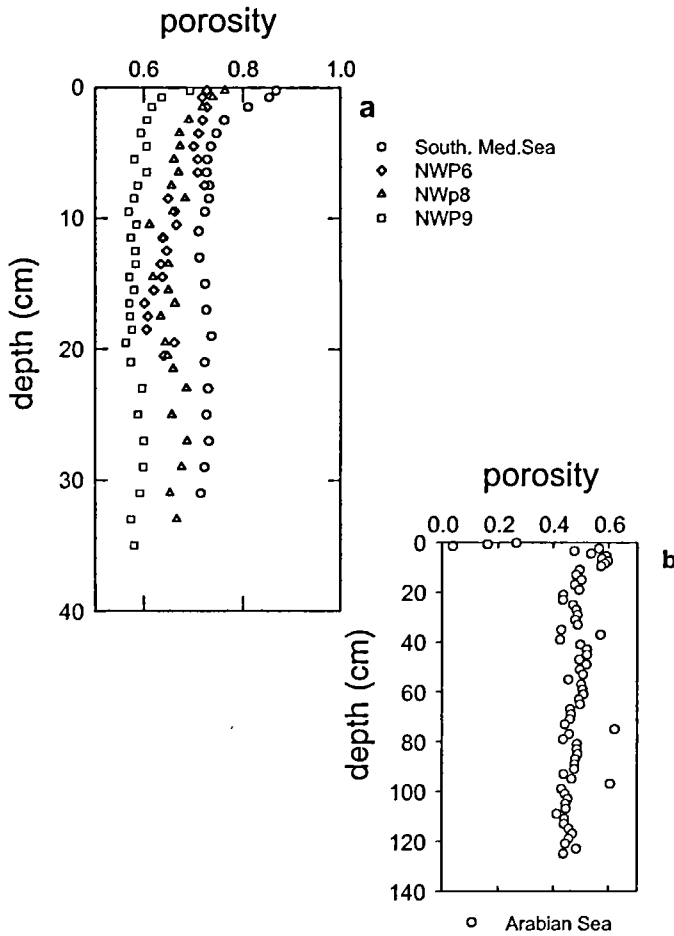 porosity
0.6 0.8 1.0
0
10
20
30
40
depth (cm)
a
South. Med.Sea
NWP6
NWp8
NWP9
porosity
0.0 0.2 0.4 0.6
0
20
40
60
80
100
120
140
depth (cm)
b
Arabian Sea